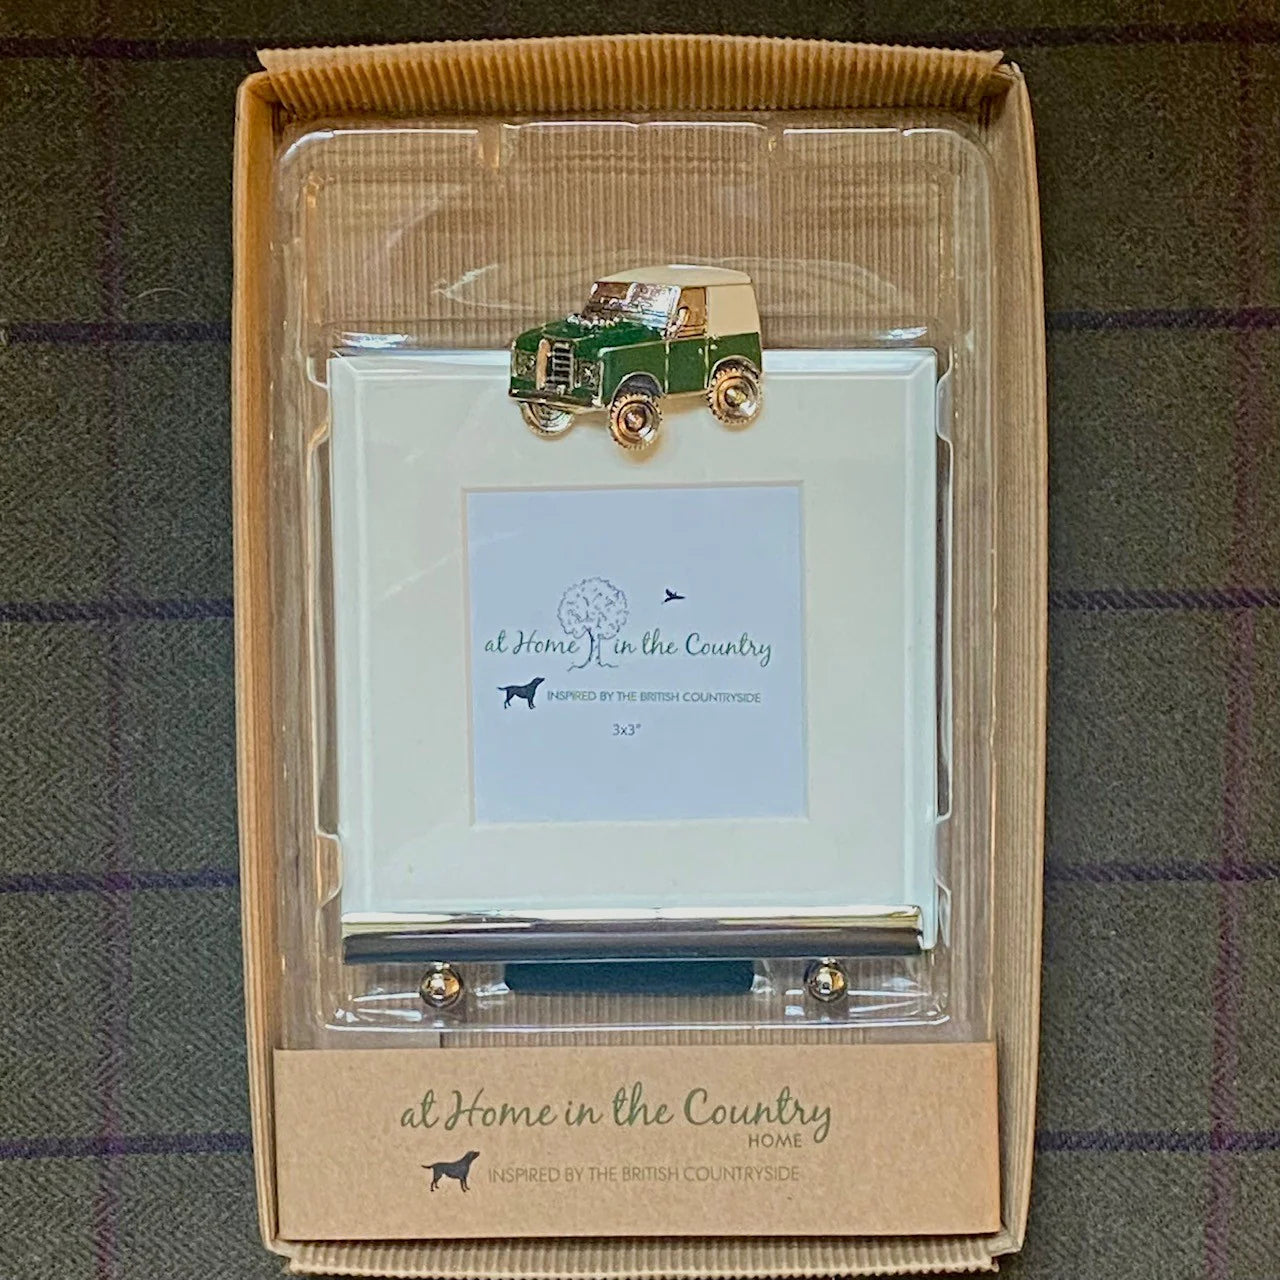 at Home in the Country
INSPIRED BY THE BRITISH COUNTRYSIDE
3x3"
at Home in the Country
HOME
INSPIRED BY THE BRITISH COUNTRYSIDE